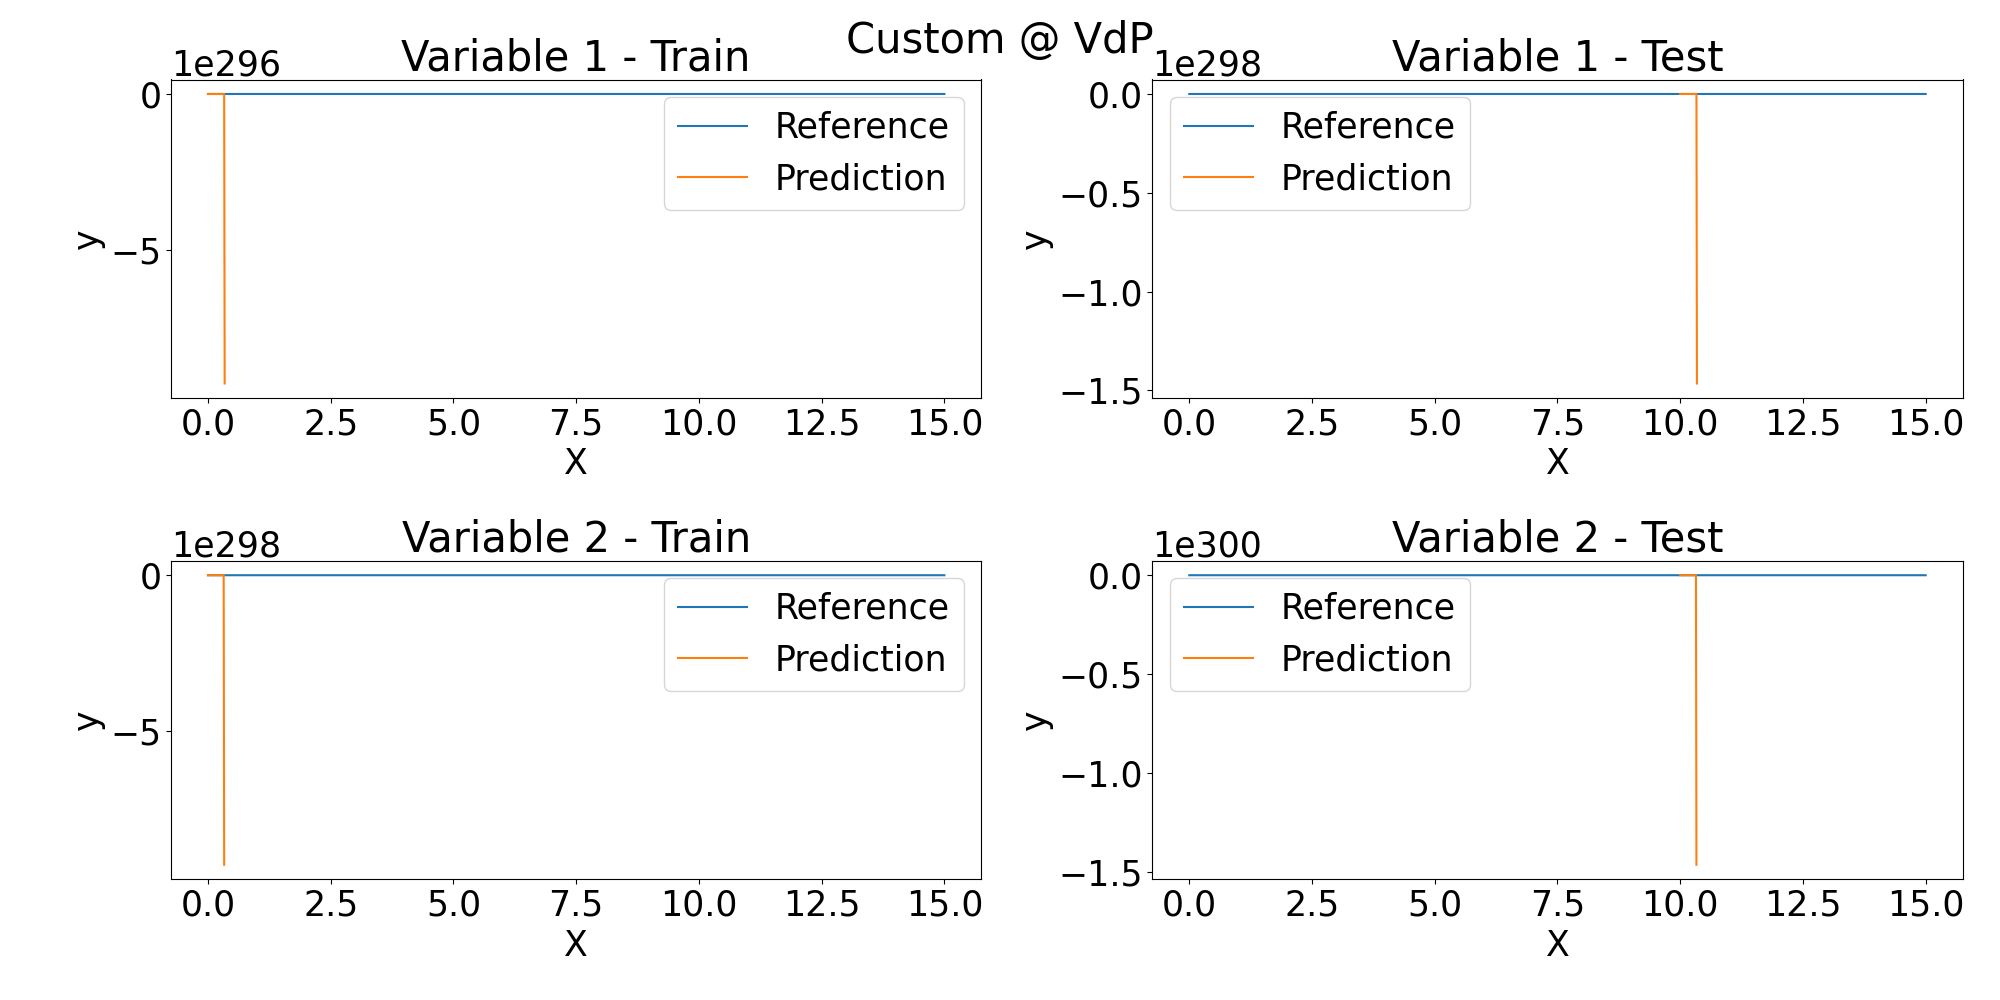 Custom @ VdP
Variable 1 - Train
1e296
0
−5
y
0.0 2.5 5.0 7.5 10.0 12.5 15.0
X
Reference
Prediction
Variable 1 - Test
1e298
0.0
−0.5
−1.0
−1.5
y
0.0 2.5 5.0 7.5 10.0 12.5 15.0
X
Reference
Prediction
Variable 2 - Train
1e298
0
−5
y
0.0 2.5 5.0 7.5 10.0 12.5 15.0
X
Reference
Prediction
Variable 2 - Test
1e300
0.0
−0.5
−1.0
−1.5
y
0.0 2.5 5.0 7.5 10.0 12.5 15.0
X
Reference
Prediction